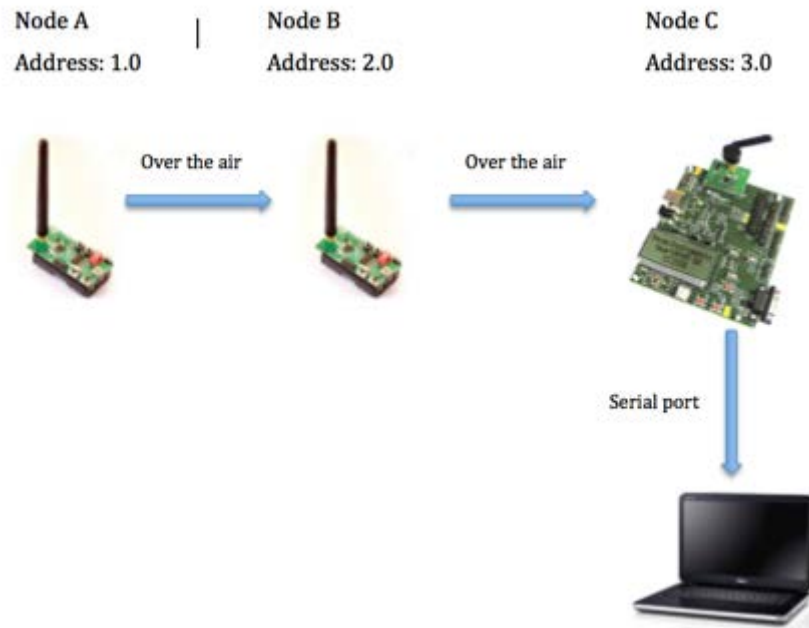 Node A
Address: 1.0
Node B
Address: 2.0
Node C
Address: 3.0
Over the air
Over the air
Serial port